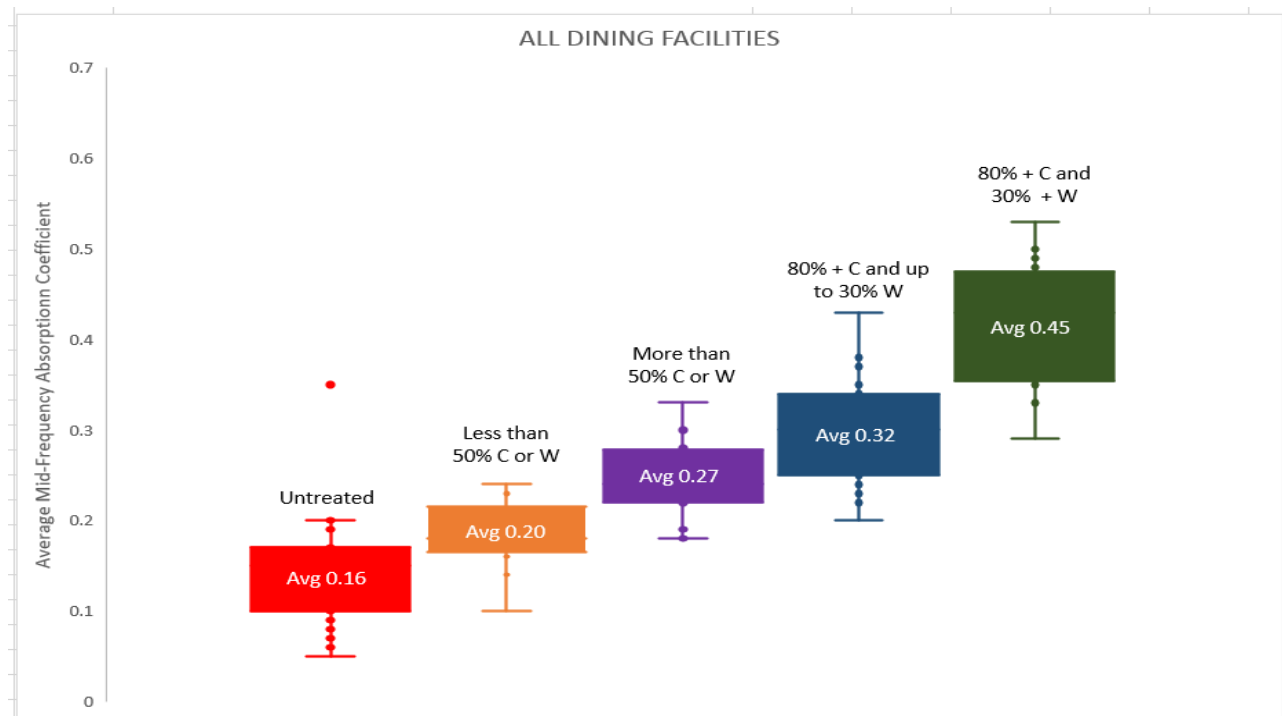 ALL DINING FACILITIES
Average Mid-Frequency Absorptionn Coefficient
0.7
0.6
0.5
0.4
0.3
0.2
0.1
0
Untreated
Avg 0.16
Less than
50% C or W
Avg 0.20
More than
50% C or W
Avg 0.27
80% + C and up
to 30% W
Avg 0.32
80% + C and
30% + W
Avg 0.45